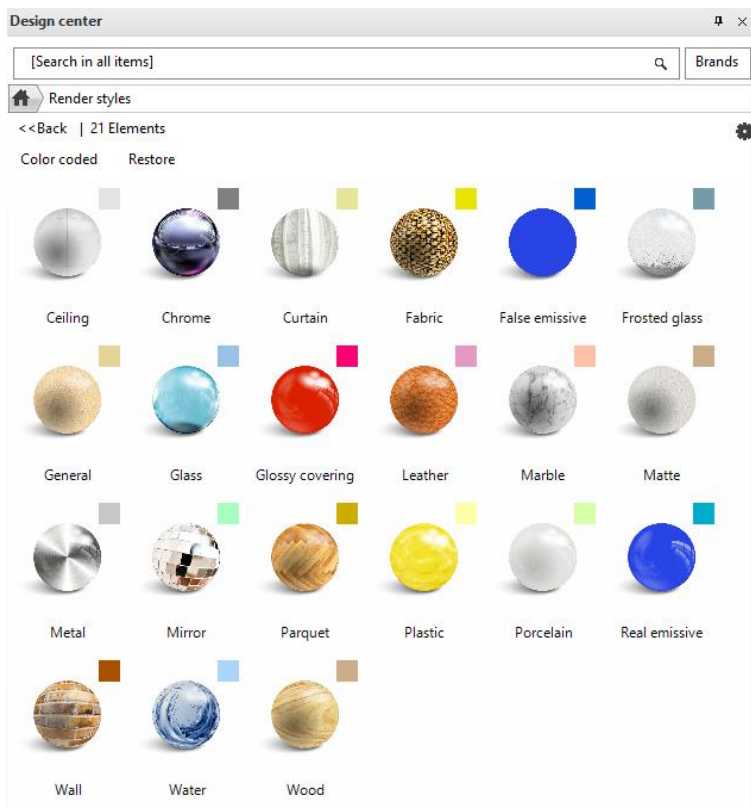 Design center
[Search in all items]
Brands
Render styles
<<Back | 21 Elements
Color coded Restore
Ceiling Chrome Curtain Fabric False emissive Frosted glass
General Glass Glossy covering Leather Marble Matte
Metal Mirror Parquet Plastic Porcelain Real emissive
Wall Water Wood